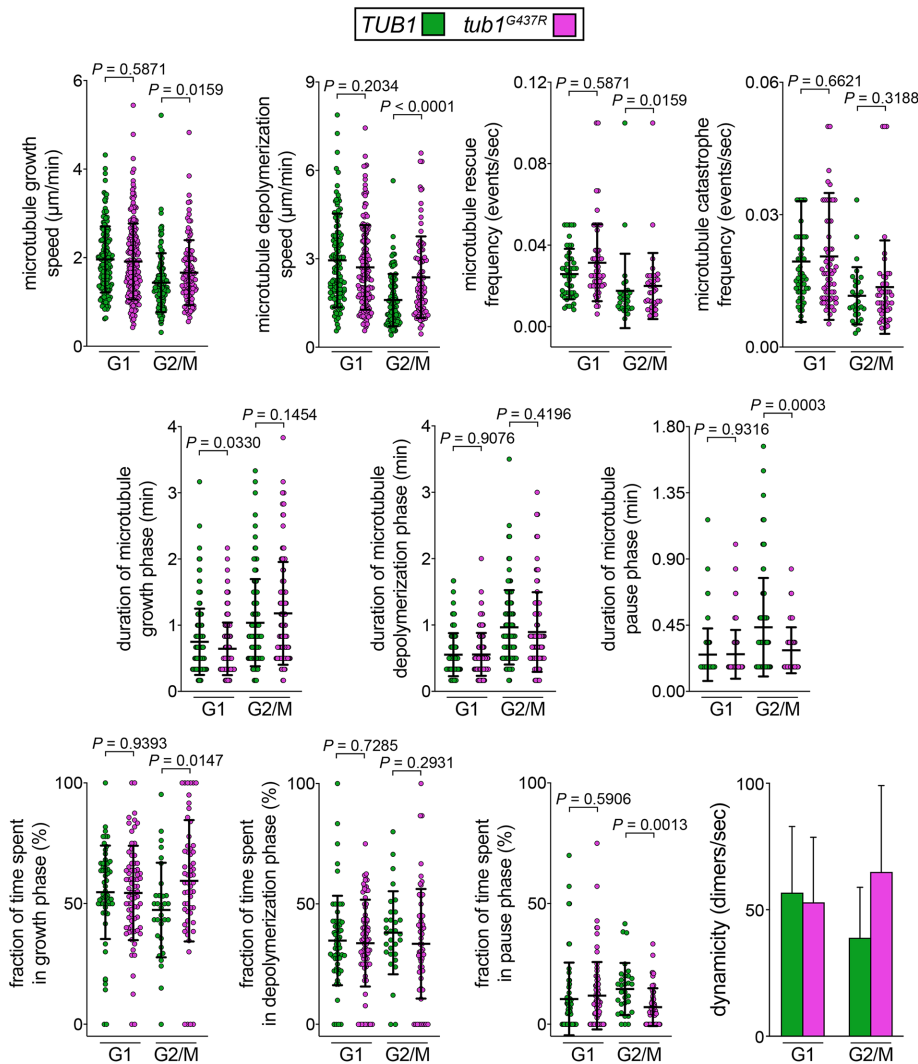 TUB1 tub1G437R
microtubule growth
speed (µm/min)
6
4
2
0
P = 0.5871
P = 0.0159
G1 G2/M
microtubule depolymerization
speed (µm/min)
9
6
3
0
P = 0.2034
P < 0.0001
G1 G2/M
microtubule rescue
frequency (events/sec)
0.12
0.08
0.04
0.00
P = 0.5871
P = 0.0159
G1 G2/M
microtubule catastrophe
frequency (events/sec)
0.06
0.03
0.00
P = 0.6621
P = 0.3188
G1 G2/M
duration of microtubule
growth phase (min)
4
3
2
1
0
P = 0.0330
P = 0.1454
G1 G2/M
duration of microtubule
depolymerization phase (min)
4
3
2
1
0
P = 0.9076
P = 0.4196
G1 G2/M
duration of microtubule
pause phase (min)
1.80
1.35
0.90
0.45
0.00
P = 0.9316
P = 0.0003
G1 G2/M
fraction of time spent
in growth phase (%)
100
50
0
P = 0.9393
P = 0.0147
G1 G2/M
fraction of time spent
in depolymerization phase (%)
100
50
0
P = 0.7285
P = 0.2931
G1 G2/M
fraction of time spent
in pause phase (%)
100
50
0
P = 0.5906
P = 0.0013
G1 G2/M
dynamicity (dimers/sec)
100
50
0
G1 G2/M